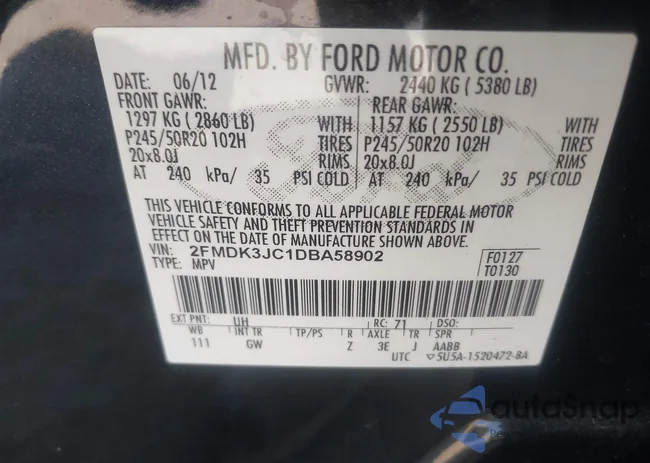 MFD. BY FORD MOTOR CO.
DATE: 06/12 GVWR: 2440 KG ( 5380 LB)
FRONT GAWR: REAR GAWR:
1297 KG ( 2860 LB) WITH 1157 KG ( 2550 LB) WITH
P245/50R20 102H TIRES P245/50R20 102H TIRES
20x8.0J RIMS 20x8.0J RIMS
AT 240 kPa/ 35 PSI COLD AT 240 kPa/ 35 PSI COLD
THIS VEHICLE CONFORMS TO ALL APPLICABLE FEDERAL MOTOR
VEHICLE SAFETY AND THEFT PREVENTION STANDARDS IN
EFFECT ON THE DATE OF MANUFACTURE SHOWN ABOVE.
VIN: 2FMDK3JC1DBA58902 F0127
TYPE: MPV T0130
EXT PNT: UH RC: 71 DSO:
WB INT TR TP/PS R AXLE TR SPR
111 GW Z 3E J AABB
UTC ▽5U5A-1520472-BA
autoSnap